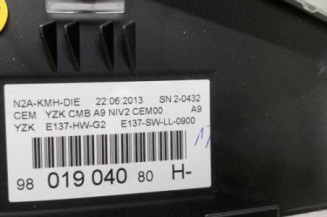 N2A-KMH-DIE 22.06.2013 SN 2-0432
CEM YZK CMB A9 NIV2 CEM00 A9
YZK E137-HW-G2 E137-SW-LL-0900
98 019 040 80 H-